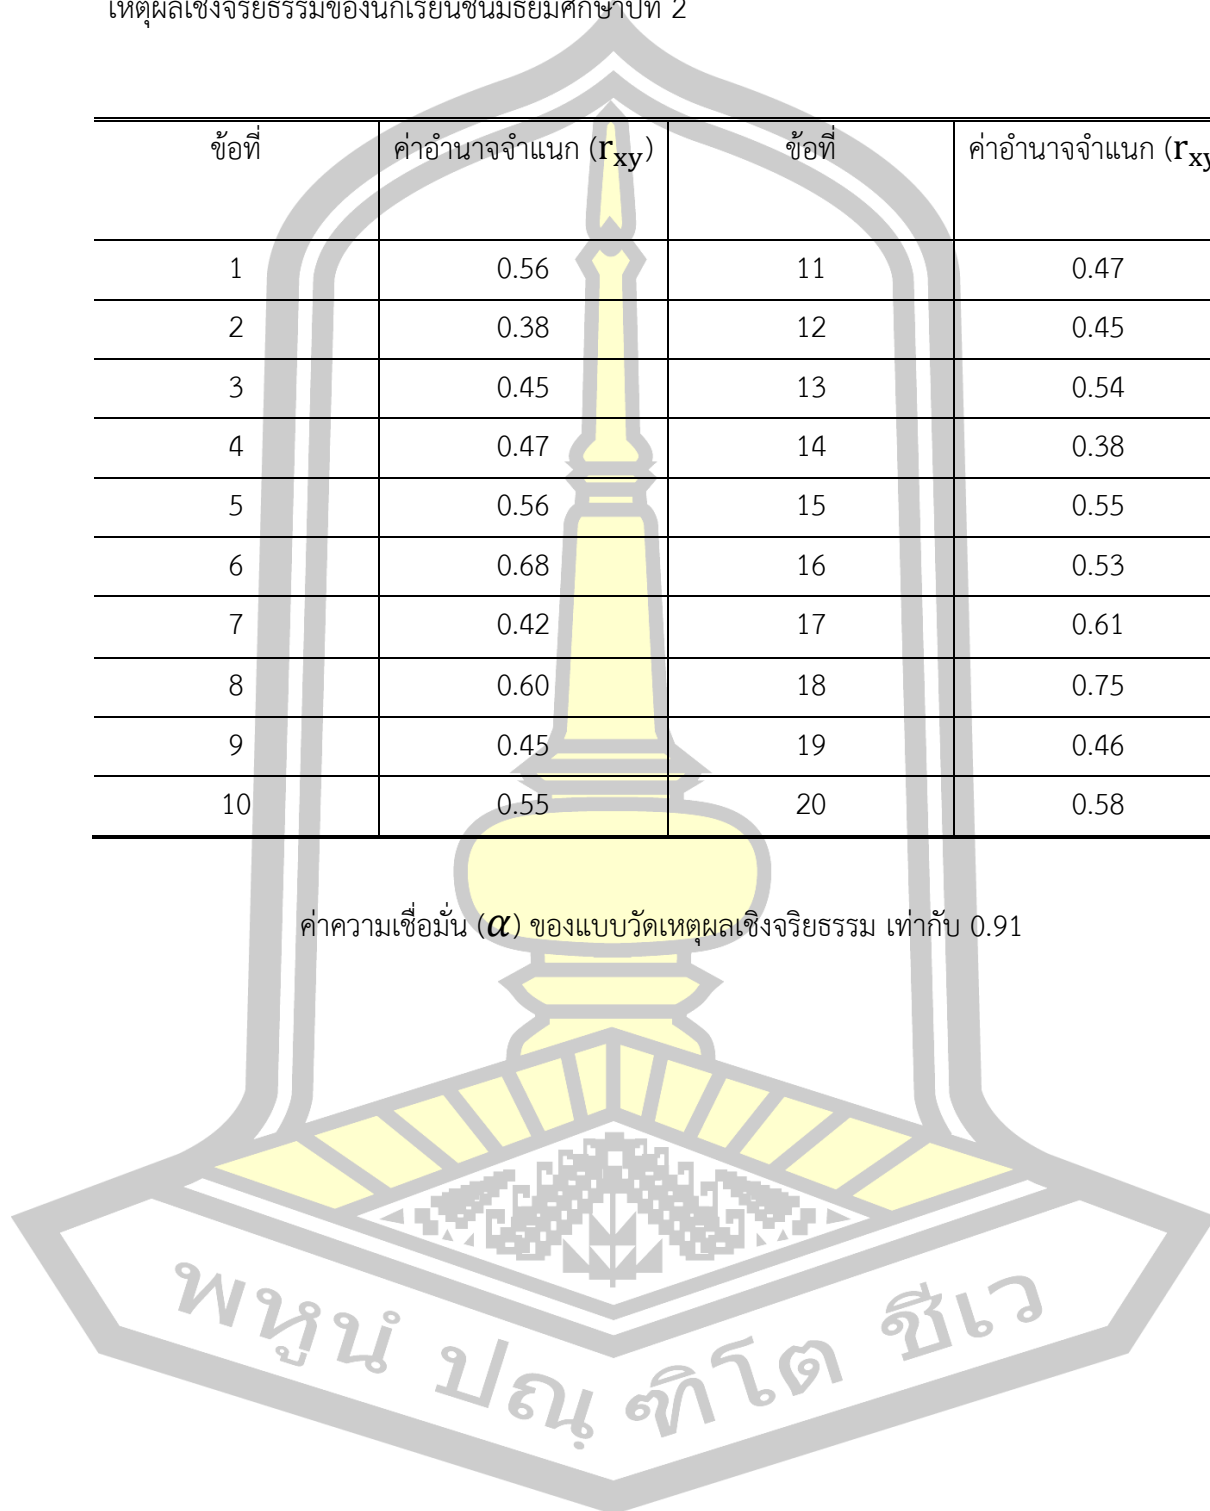 เหตุผลเชิงจริยธรรมของนักเรียนชั้นมัธยมศึกษาปีที่ 2
ข้อที่ ค่าอำนาจจำแนก (rxy) ข้อที่ ค่าอำนาจจำแนก (rxy
1 0.56 11 0.47
2 0.38 12 0.45
3 0.45 13 0.54
4 0.47 14 0.38
5 0.56 15 0.55
6 0.68 16 0.53
7 0.42 17 0.61
8 0.60 18 0.75
9 0.45 19 0.46
10 0.55 20 0.58
ค่าความเชื่อมั่น (α) ของแบบวัดเหตุผลเชิงจริยธรรม เท่ากับ 0.91
พหูนํ ปณฺฑิโต ชีเว